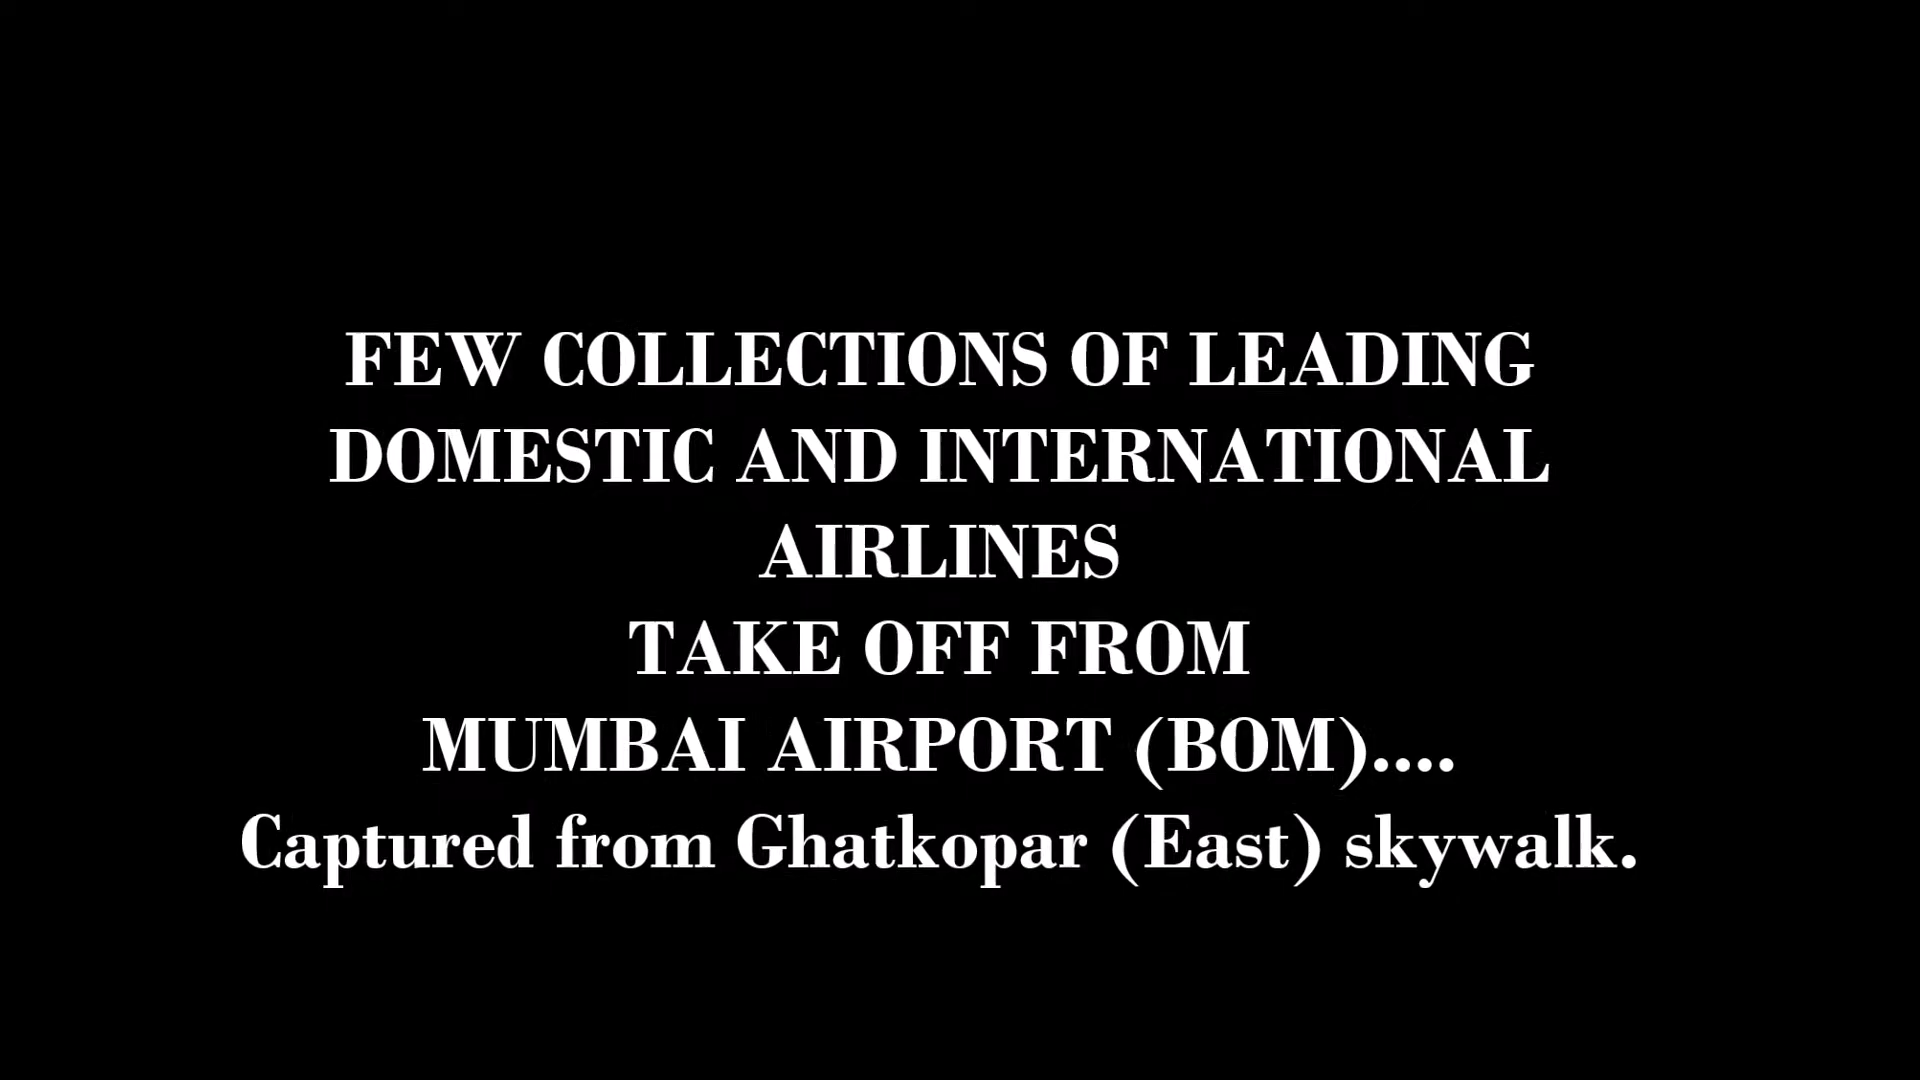 FEW COLLECTIONS OF LEADING
DOMESTIC AND INTERNATIONAL
AIRLINES
TAKE OFF FROM
MUMBAI AIRPORT (BOM)....
Captured from Ghatkopar (East) skywalk.